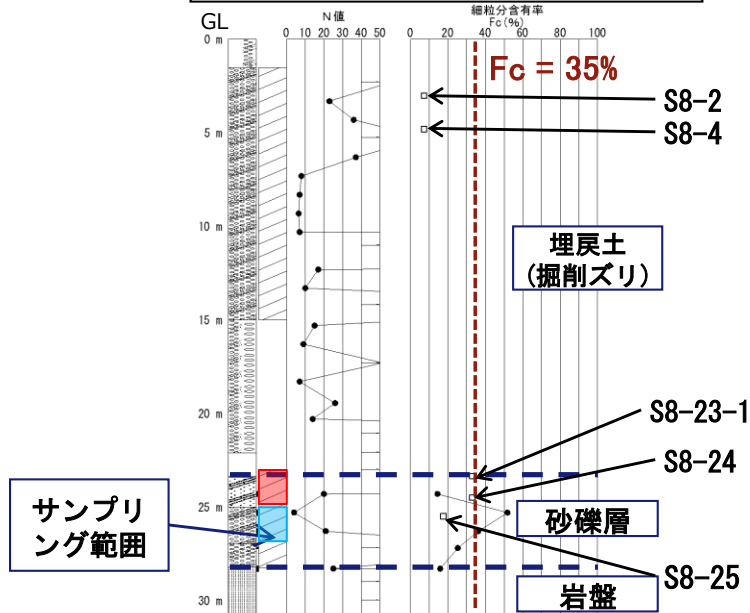 GL
N 値
細粒分含有率
Fc(%)
0 10 20 30 40 50
0 20 40 60 80 100
0 m
5 m
10 m
15 m
20 m
25 m
30 m
Fc = 35%
S8-2
S8-4
埋戻土
(掘削ズリ)
S8-23-1
S8-24
砂礫層
S8-25
岩盤
サンプリ
ング範囲